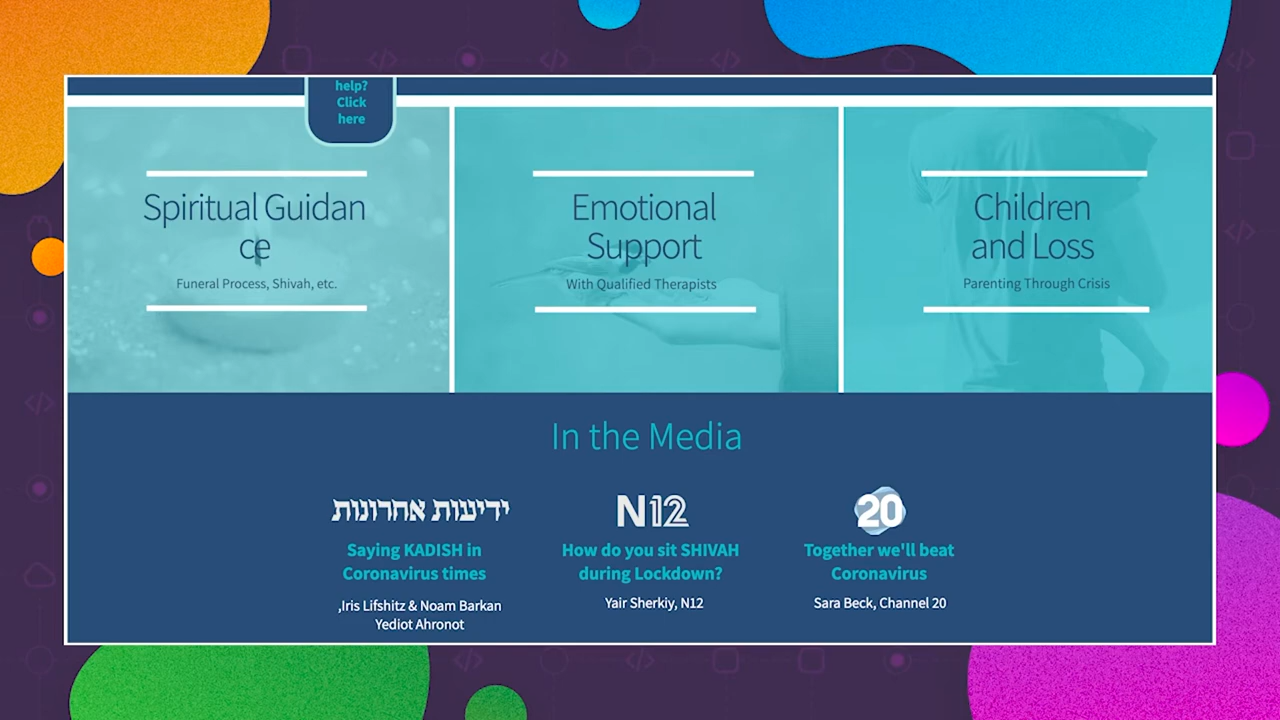 help?
Click
here
Spiritual Guidan
ce
Funeral Process, Shivah, etc.
Emotional
Support
With Qualified Therapists
Children
and Loss
Parenting Through Crisis
In the Media
ידיעות אחרונות
Saying KADISH in
Coronavirus times
,Iris Lifshitz & Noam Barkan
Yediot Ahronot
N12
How do you sit SHIVAH
during Lockdown?
Yair Sherkiy, N12
20
Together we'll beat
Coronavirus
Sara Beck, Channel 20